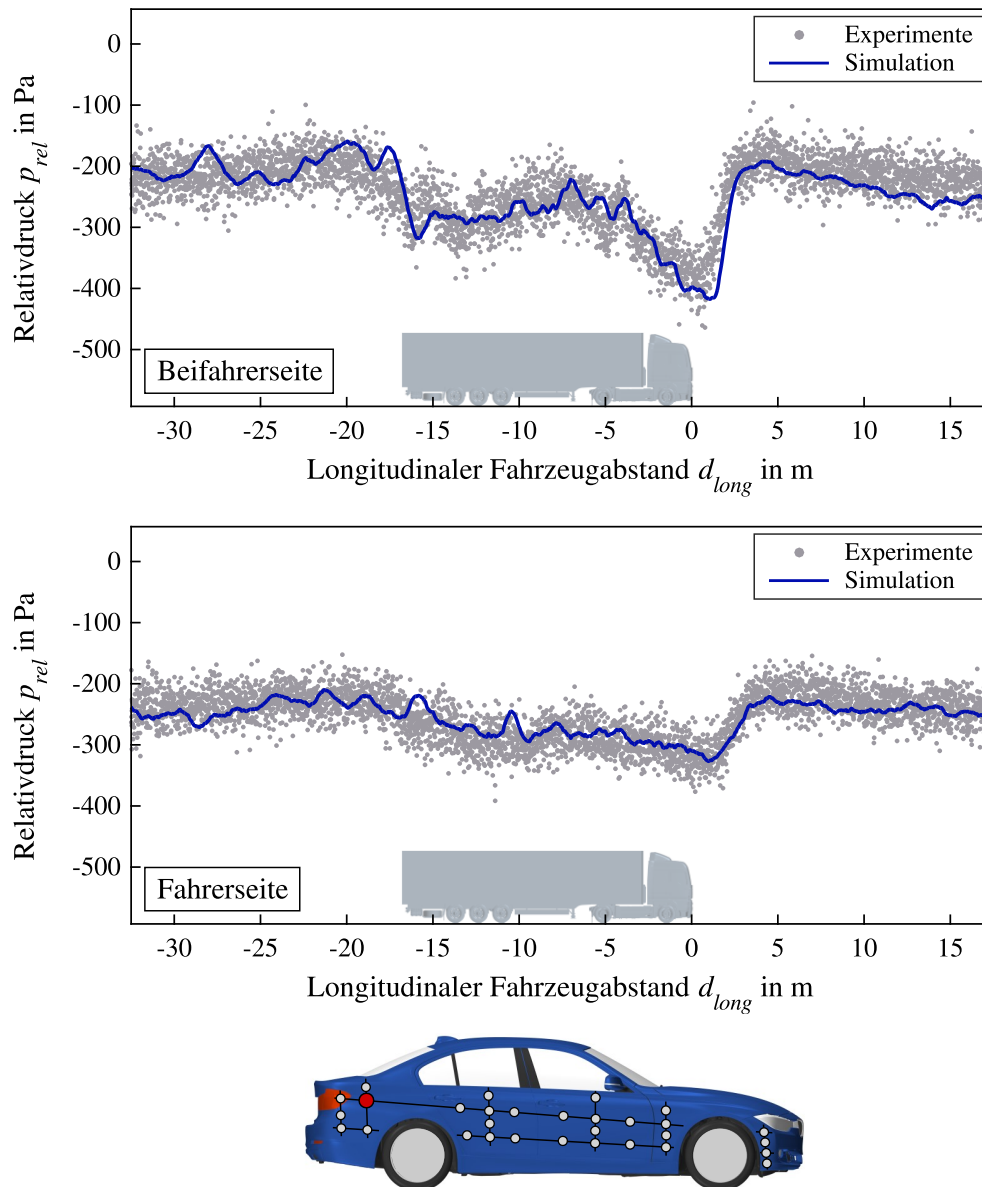 Relativdruck p_rel in Pa
0
-100
-200
-300
-400
-500
Experimente
Simulation
Beifahrerseite
-30 -25 -20 -15 -10 -5 0 5 10 15
Longitudinaler Fahrzeugabstand d_long in m
Relativdruck p_rel in Pa
0
-100
-200
-300
-400
-500
Experimente
Simulation
Fahrerseite
-30 -25 -20 -15 -10 -5 0 5 10 15
Longitudinaler Fahrzeugabstand d_long in m